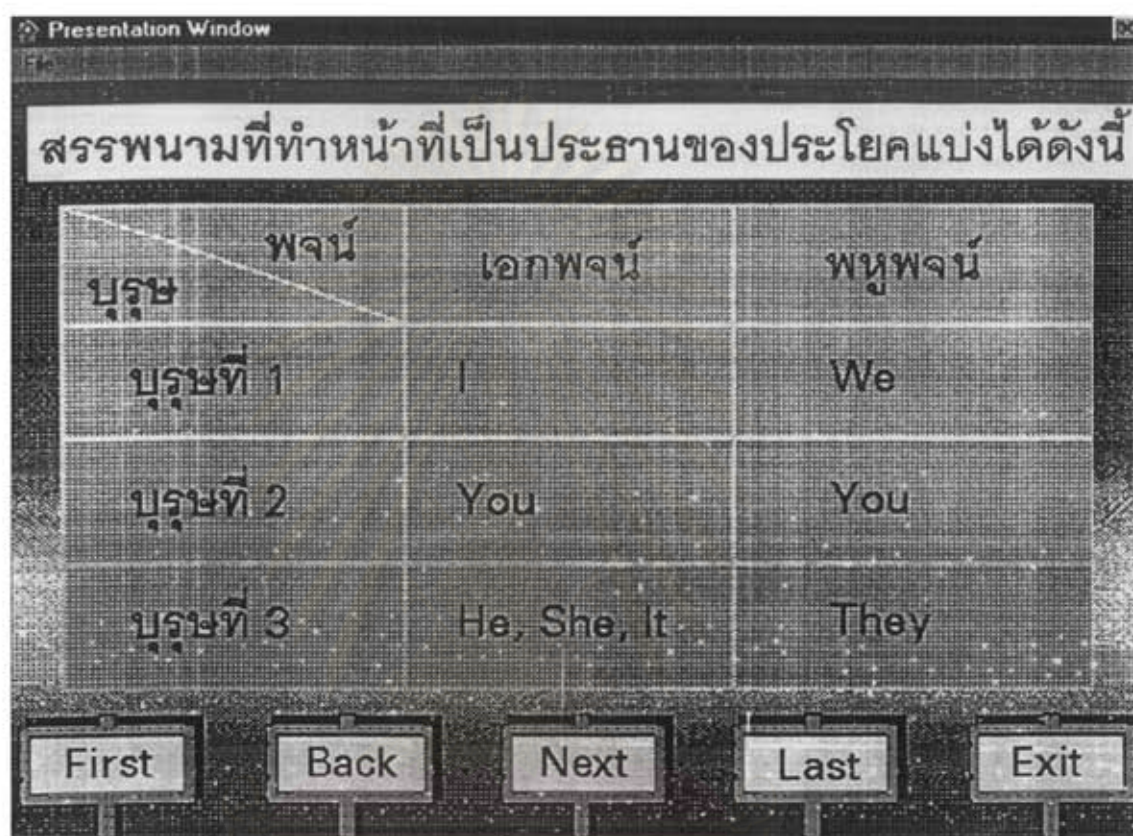 Presentation Window
File
สรรพนามที่ทำหน้าที่เป็นประธานของประโยคแบ่งได้ดังนี้
พจน์ เอกพจน์ พหูพจน์
บุรุษ
บุรุษที่ 1 I We
บุรุษที่ 2 You You
บุรุษที่ 3 He, She, It They
First Back Next Last Exit